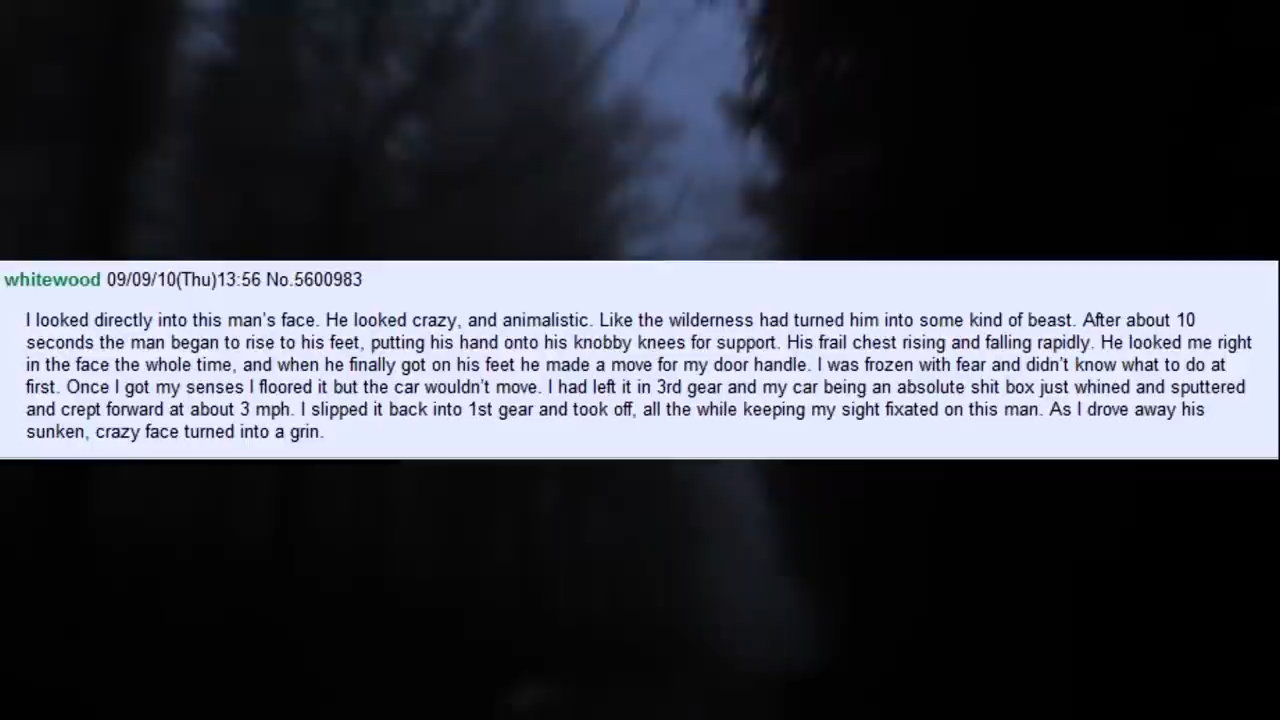 whitewood 09/09/10(Thu)13:56 No.5600983
I looked directly into this man's face. He looked crazy, and animalistic. Like the wilderness had turned him into some kind of beast. After about 10
seconds the man began to rise to his feet, putting his hand onto his knobby knees for support. His frail chest rising and falling rapidly. He looked me right
in the face the whole time, and when he finally got on his feet he made a move for my door handle. I was frozen with fear and didn't know what to do at
first. Once I got my senses I floored it but the car wouldn't move. I had left it in 3rd gear and my car being an absolute shit box just whined and sputtered
and crept forward at about 3 mph. I slipped it back into 1st gear and took off, all the while keeping my sight fixated on this man. As I drove away his
sunken, crazy face turned into a grin.